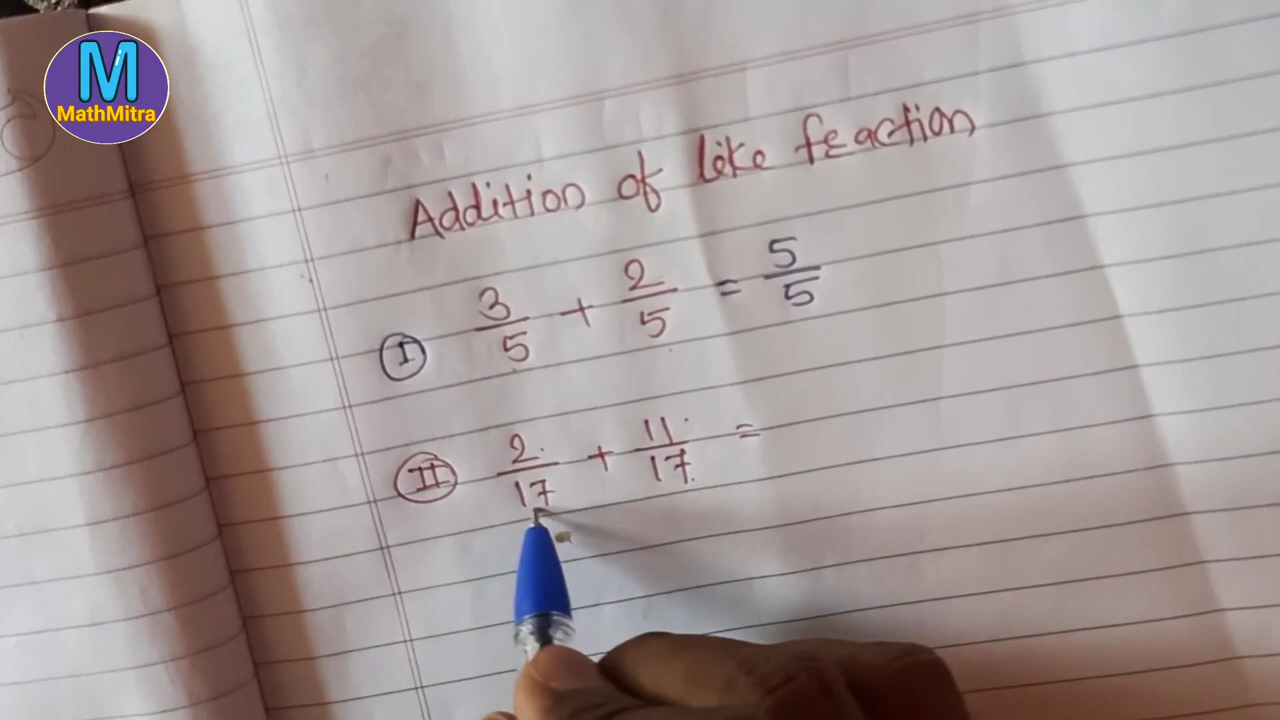 M
MathMitra
Addition of like feaction
I 3/5 + 2/5 = 5/5
II 2/17 + 11/17 =